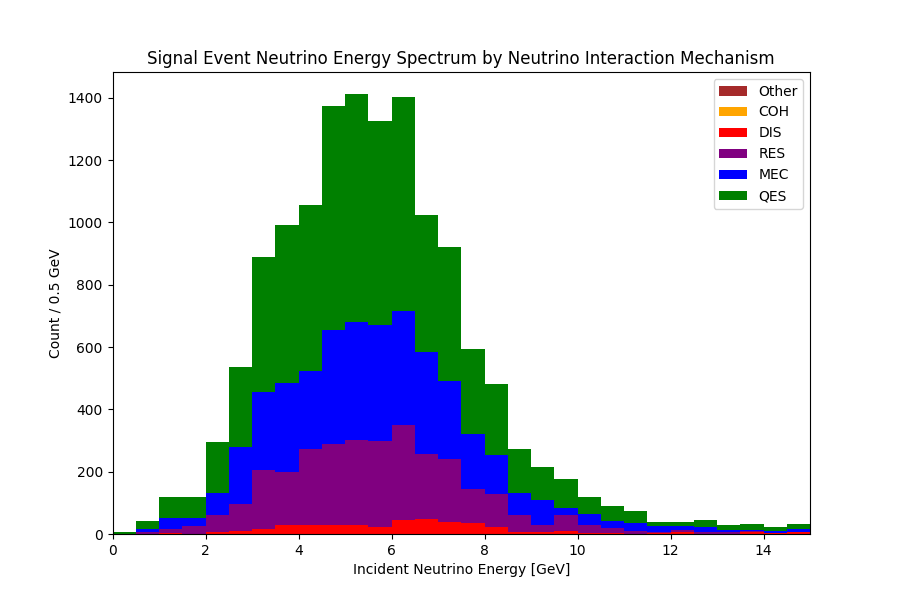 Signal Event Neutrino Energy Spectrum by Neutrino Interaction Mechanism
Other
COH
DIS
RES
MEC
QES
Count / 0.5 GeV
1400
1200
1000
800
600
400
200
0
0 2 4 6 8 10 12 14
Incident Neutrino Energy [GeV]